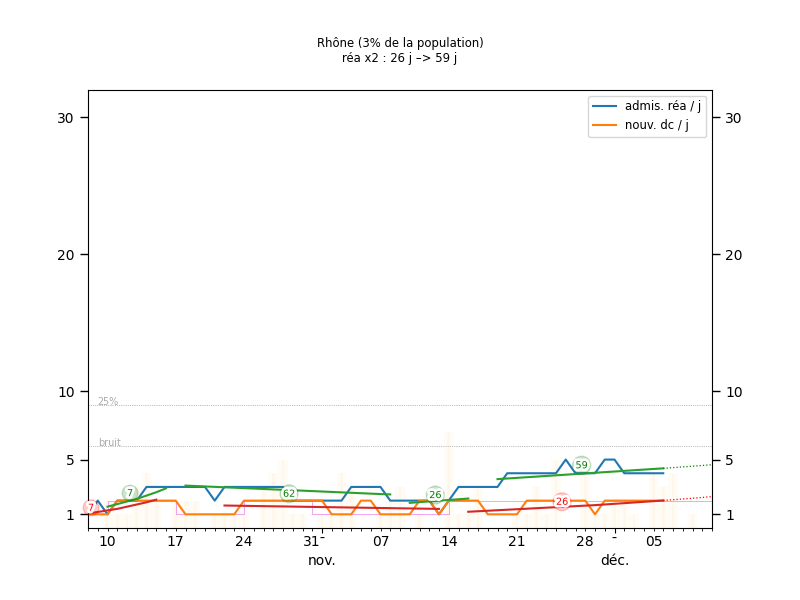 Rhône (3% de la population)
réa x2 : 26 j –> 59 j
admis. réa / j
nouv. dc / j
30 30
20 20
10 10
25%
bruit
5 5
59
7 62 26
7 26
1 1
10 17 24 31 07 14 21 28 05
nov. déc.